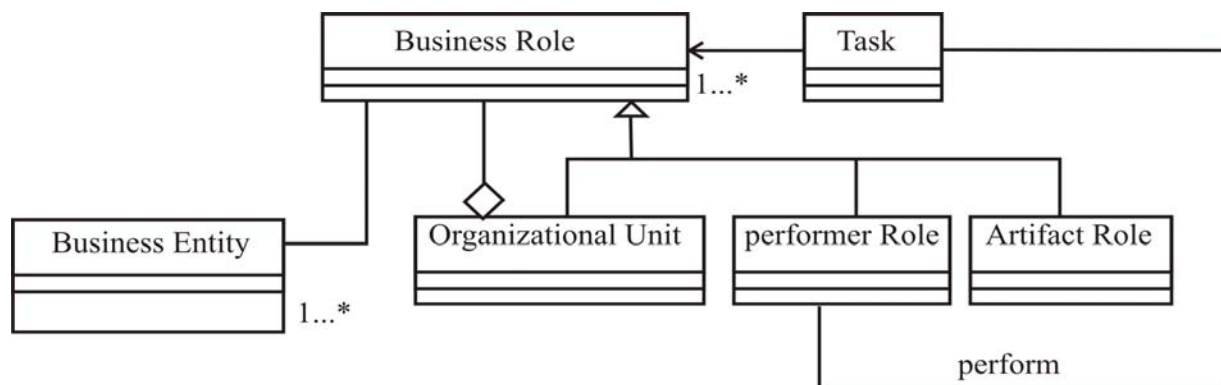 Business Role
Task
1...*
Business Entity
Organizational Unit
performer Role
Artifact Role
1...*
perform